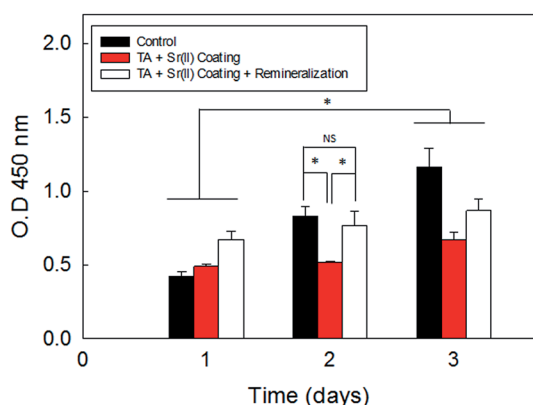 2.0
Control
TA + Sr(II) Coating
TA + Sr(II) Coating + Remineralization
*
1.5
NS
* *
1.0
0.5
0.0
O.D 450 nm
0 1 2 3
Time (days)